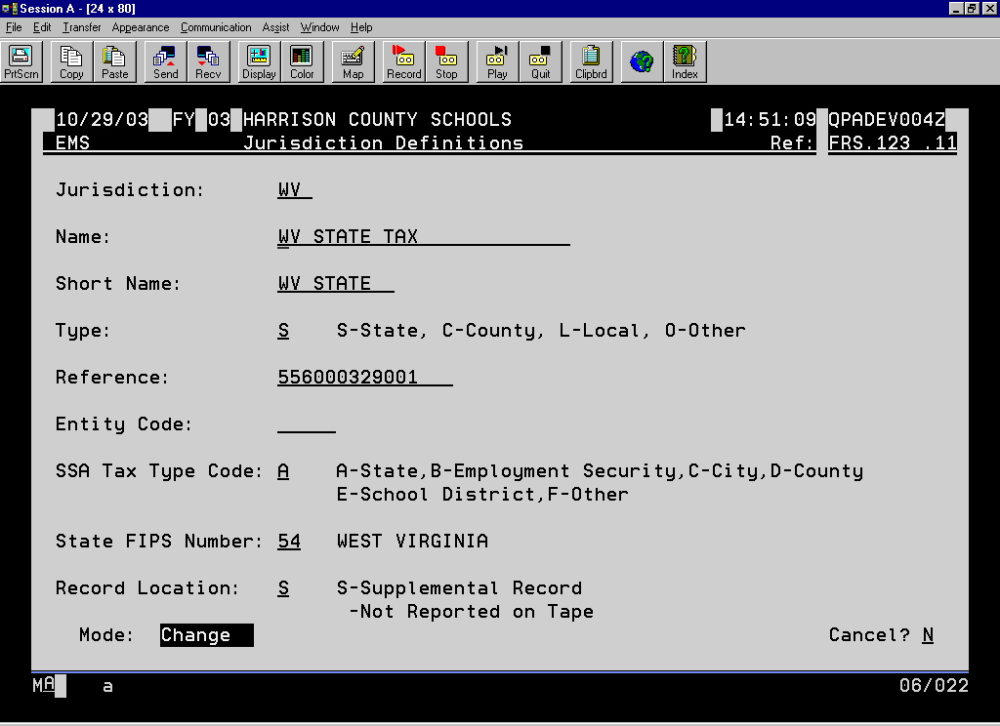 Session A - [24 x 80]
File Edit Transfer Appearance Communication Assist Window Help
PrtScrn Copy Paste Send Recv Display Color Map Record Stop Play Quit Clipbrd Index
10/29/03 FY 03 HARRISON COUNTY SCHOOLS 14:51:09 QPADEV004Z
EMS Jurisdiction Definitions Ref: FRS.123 .11
Jurisdiction: WV
Name: WV STATE TAX
Short Name: WV STATE
Type: S S-State, C-County, L-Local, O-Other
Reference: 556000329001
Entity Code:
SSA Tax Type Code: A A-State,B-Employment Security,C-City,D-County
E-School District,F-Other
State FIPS Number: 54 WEST VIRGINIA
Record Location: S S-Supplemental Record
-Not Reported on Tape
Mode: Change Cancel? N
MA a 06/022